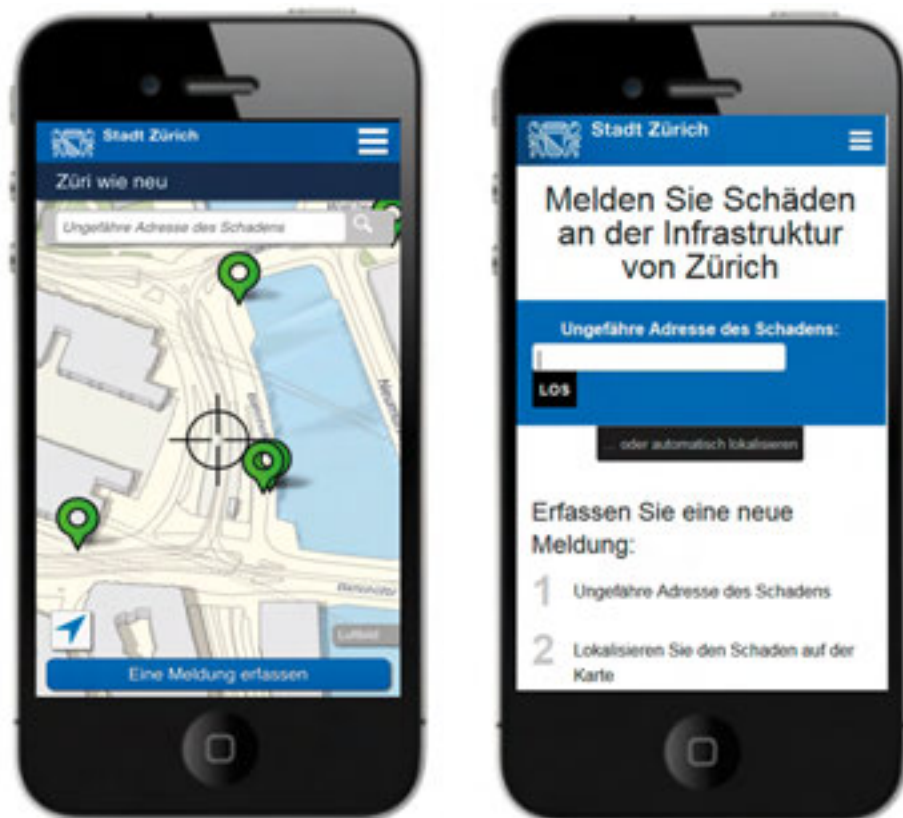 Stadt Zürich
Züri wie neu
Ungefähre Adresse des Schadens
Luftbild
Eine Meldung erfassen
Stadt Zürich
Melden Sie Schäden
an der Infrastruktur
von Zürich
Ungefähre Adresse des Schadens:
LOS
... oder automatisch lokalisieren
Erfassen Sie eine neue
Meldung:
1 Ungefähre Adresse des Schadens
2 Lokalisieren Sie den Schaden auf der
Karte